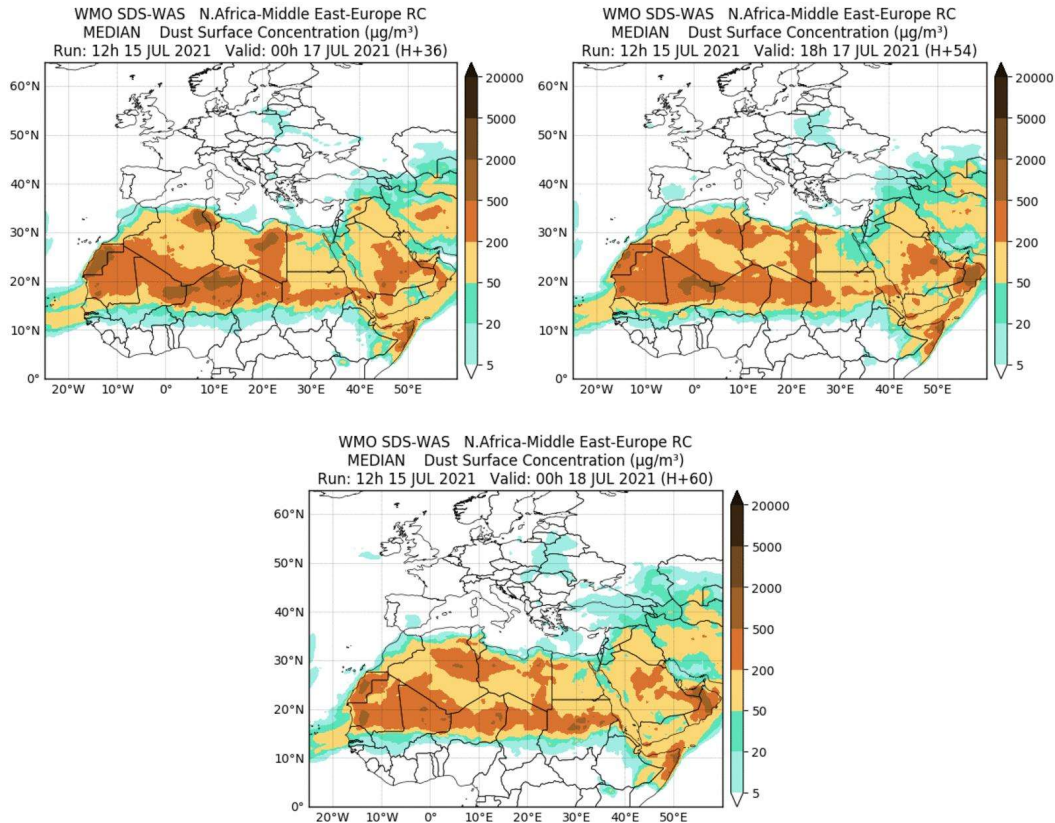 WMO SDS-WAS N.Africa-Middle East-Europe RC
MEDIAN Dust Surface Concentration (µg/m³)
Run: 12h 15 JUL 2021 Valid: 00h 17 JUL 2021 (H+36)
60°N
50°N
40°N
30°N
20°N
10°N
0°
20°W
10°W
0°
10°E
20°E
30°E
40°E
50°E
20000
5000
2000
500
200
50
20
5
WMO SDS-WAS N.Africa-Middle East-Europe RC
MEDIAN Dust Surface Concentration (µg/m³)
Run: 12h 15 JUL 2021 Valid: 18h 17 JUL 2021 (H+54)
60°N
50°N
40°N
30°N
20°N
10°N
0°
20°W
10°W
0°
10°E
20°E
30°E
40°E
50°E
20000
5000
2000
500
200
50
20
5
WMO SDS-WAS N.Africa-Middle East-Europe RC
MEDIAN Dust Surface Concentration (µg/m³)
Run: 12h 15 JUL 2021 Valid: 00h 18 JUL 2021 (H+60)
60°N
50°N
40°N
30°N
20°N
10°N
0°
20°W
10°W
0°
10°E
20°E
30°E
40°E
50°E
20000
5000
2000
500
200
50
20
5